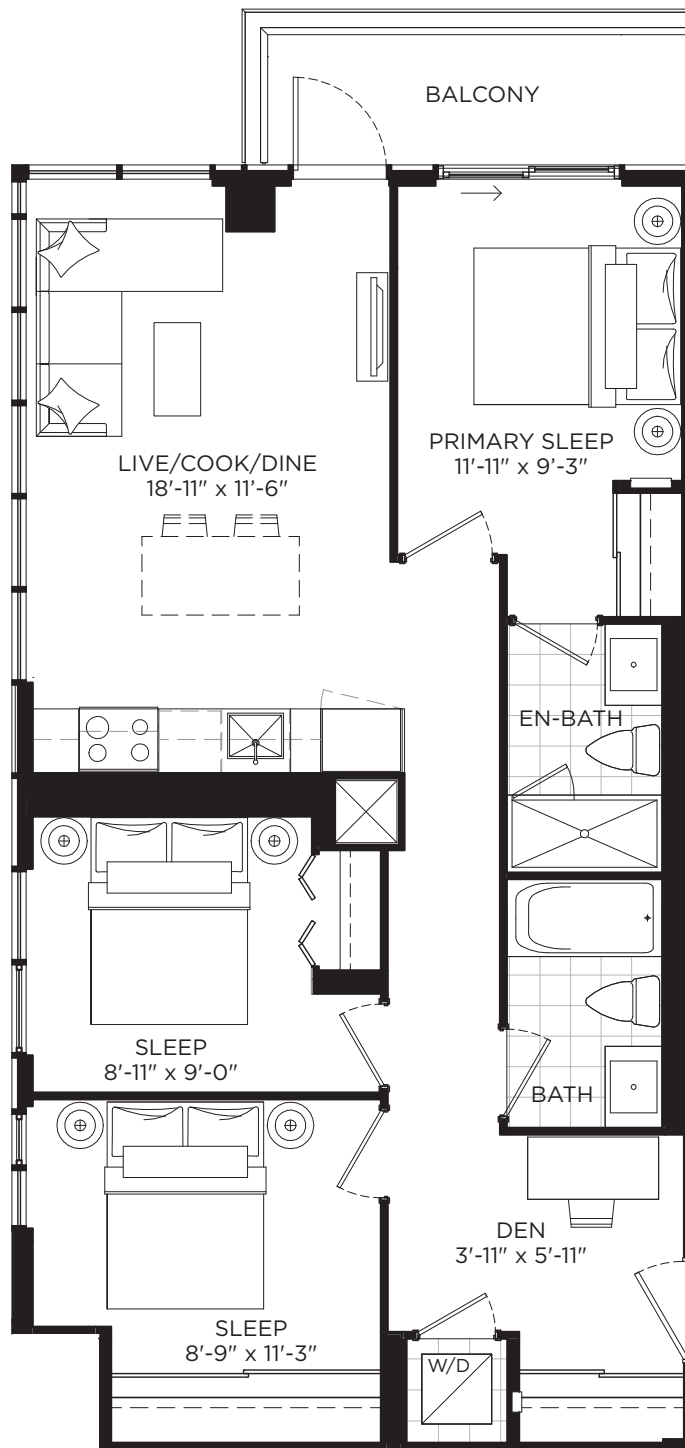 BALCONY
PRIMARY SLEEP
11'-11" x 9'-3"
LIVE/COOK/DINE
18'-11" x 11'-6"
EN-BATH
SLEEP
8'-11" x 9'-0"
BATH
DEN
3'-11" x 5'-11"
SLEEP
8'-9" x 11'-3"
W/D